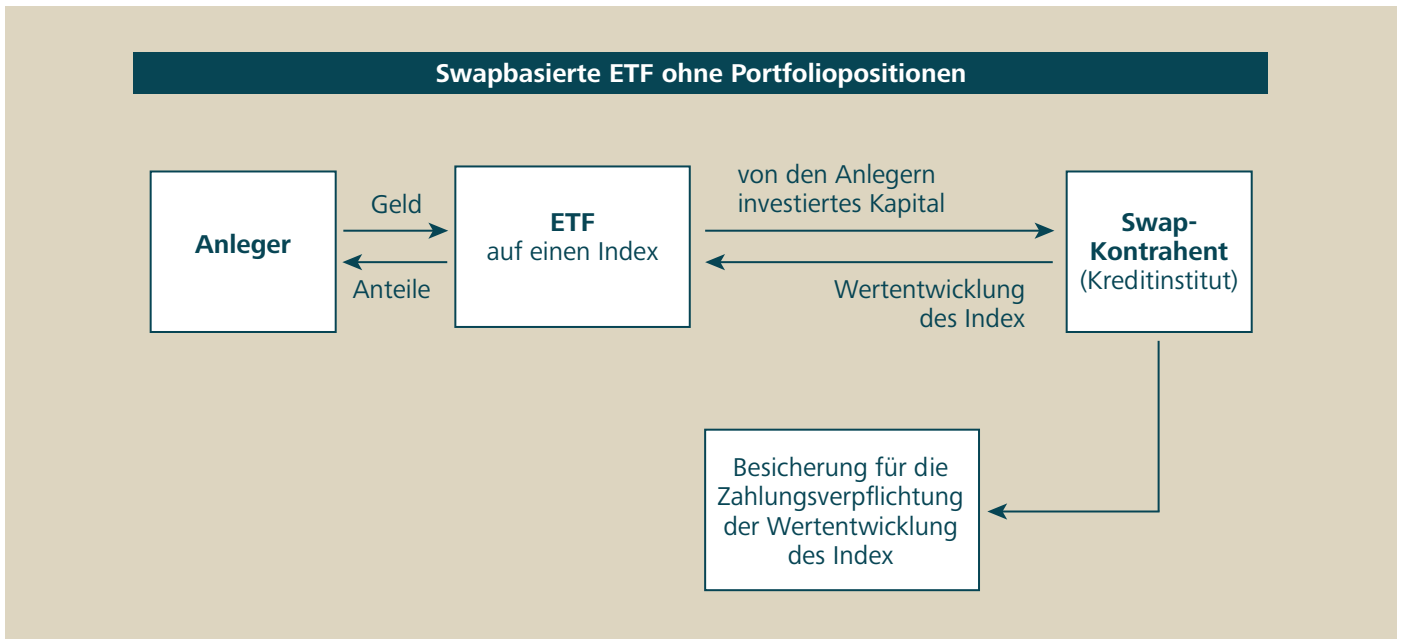 Swapbasierte ETF ohne Portfoliopositionen
Anleger
Geld
Anteile
ETF
auf einen Index
von den Anlegern
investiertes Kapital
Wertentwicklung
des Index
Swap-
Kontrahent
(Kreditinstitut)
Besicherung für die
Zahlungsverpflichtung
der Wertentwicklung
des Index